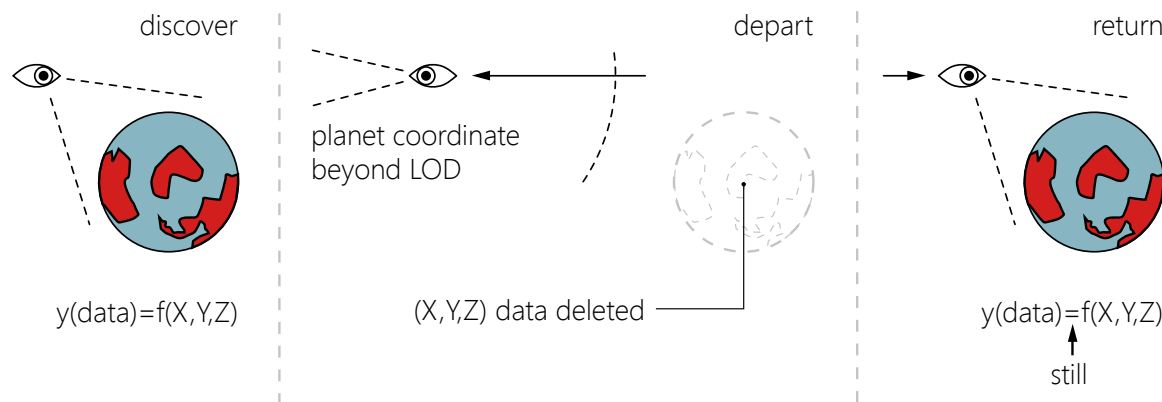 discover
y(data)=f(X,Y,Z)
depart
planet coordinate
beyond LOD
(X,Y,Z) data deleted
return
y(data)=f(X,Y,Z)
still